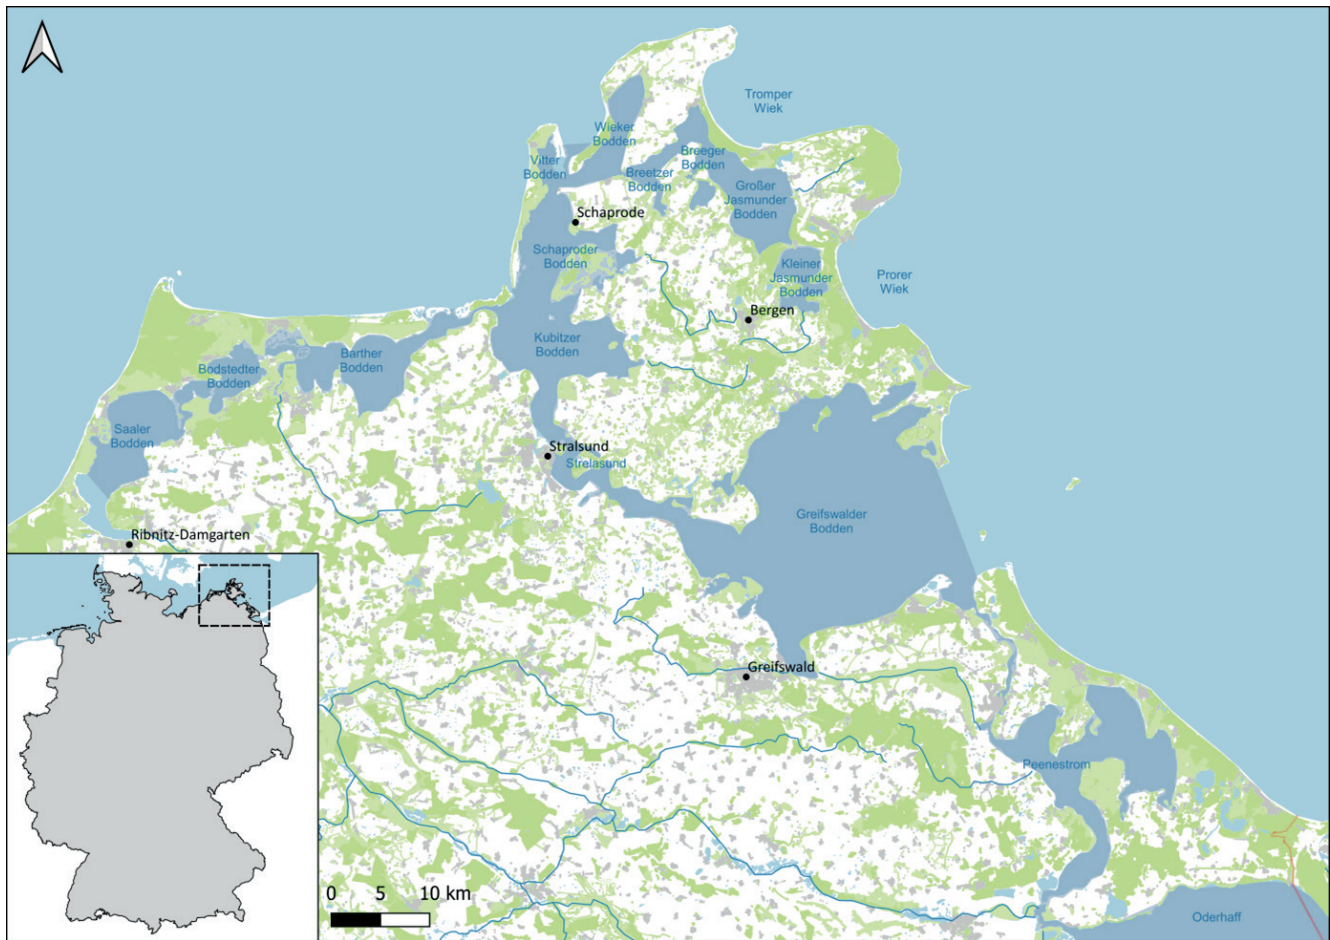 Tromper
Wiek
Wieker
Bodden
Vitter
Bodden
Breeger
Bodden
Breetzer
Bodden
Großer
Jasmunder
Bodden
Schaprode
Schaproder
Bodden
Kleiner
Jasmunder
Bodden
Prorer
Wiek
Bergen
Kubitzer
Bodden
Barther
Bodden
Bodstedter
Bodden
Saaler
Bodden
Stralsund
Strelasund
Greifswalder
Bodden
Ribnitz-Damgarten
Greifswald
Peenestrom
0 5 10 km
Oderhaff